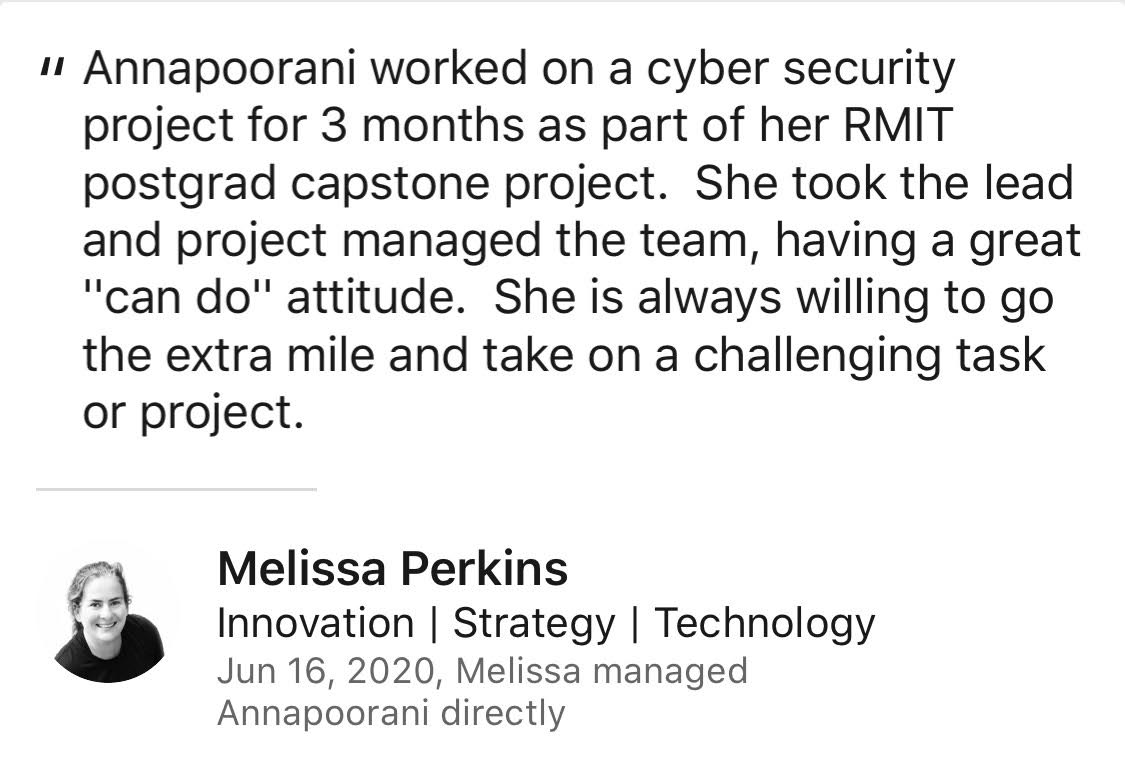 " Annapoorani worked on a cyber security
project for 3 months as part of her RMIT
postgrad capstone project.  She took the lead
and project managed the team, having a great
"can do" attitude.  She is always willing to go
the extra mile and take on a challenging task
or project.
Melissa Perkins
Innovation | Strategy | Technology
Jun 16, 2020, Melissa managed
Annapoorani directly